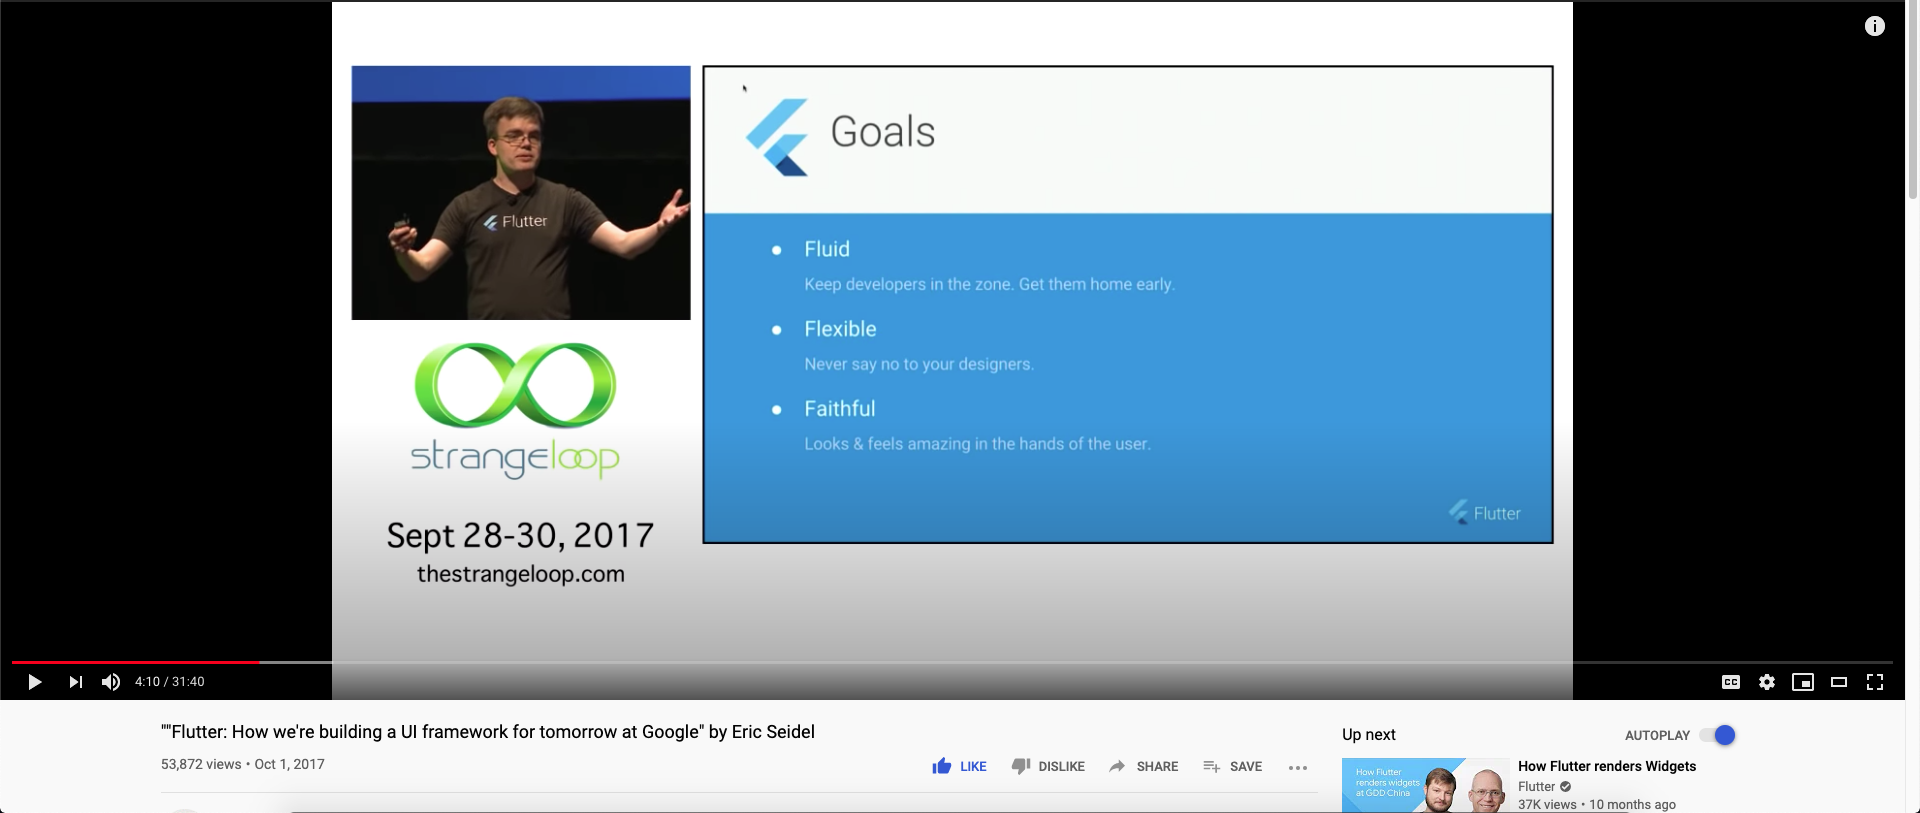 Flutter
strangeloop
Sept 28-30, 2017
thestrangeloop.com
Goals
Fluid
Keep developers in the zone. Get them home early.
Flexible
Never say no to your designers.
Faithful
Looks & feels amazing in the hands of the user.
Flutter
4:10 / 31:40
CC
""Flutter: How we're building a UI framework for tomorrow at Google" by Eric Seidel
53,872 views • Oct 1, 2017
LIKE
DISLIKE
SHARE
SAVE
Up next
AUTOPLAY
How Flutter
renders widgets
at GDD China
How Flutter renders Widgets
Flutter
37K views • 10 months ago